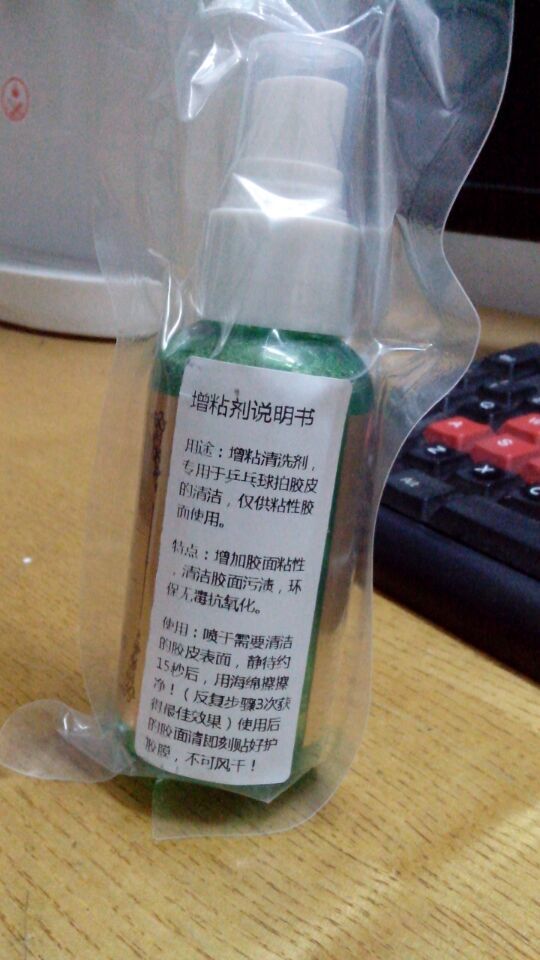 增粘剂说明书
用途：增粘清洗剂，
专用于乒乓球拍胶皮
的清洁，仅供粘性胶
面使用。
特点：增加胶面粘性
，清洁胶面污渍，环
保无毒抗氧化。
使用：喷于需要清洁
的胶皮表面，静待约
15秒后，用海绵擦擦
净！（反复步骤3次获
得最佳效果）使用后
的胶面请即刻贴好护
胶膜，不可风干！
A
S
Z
X
C